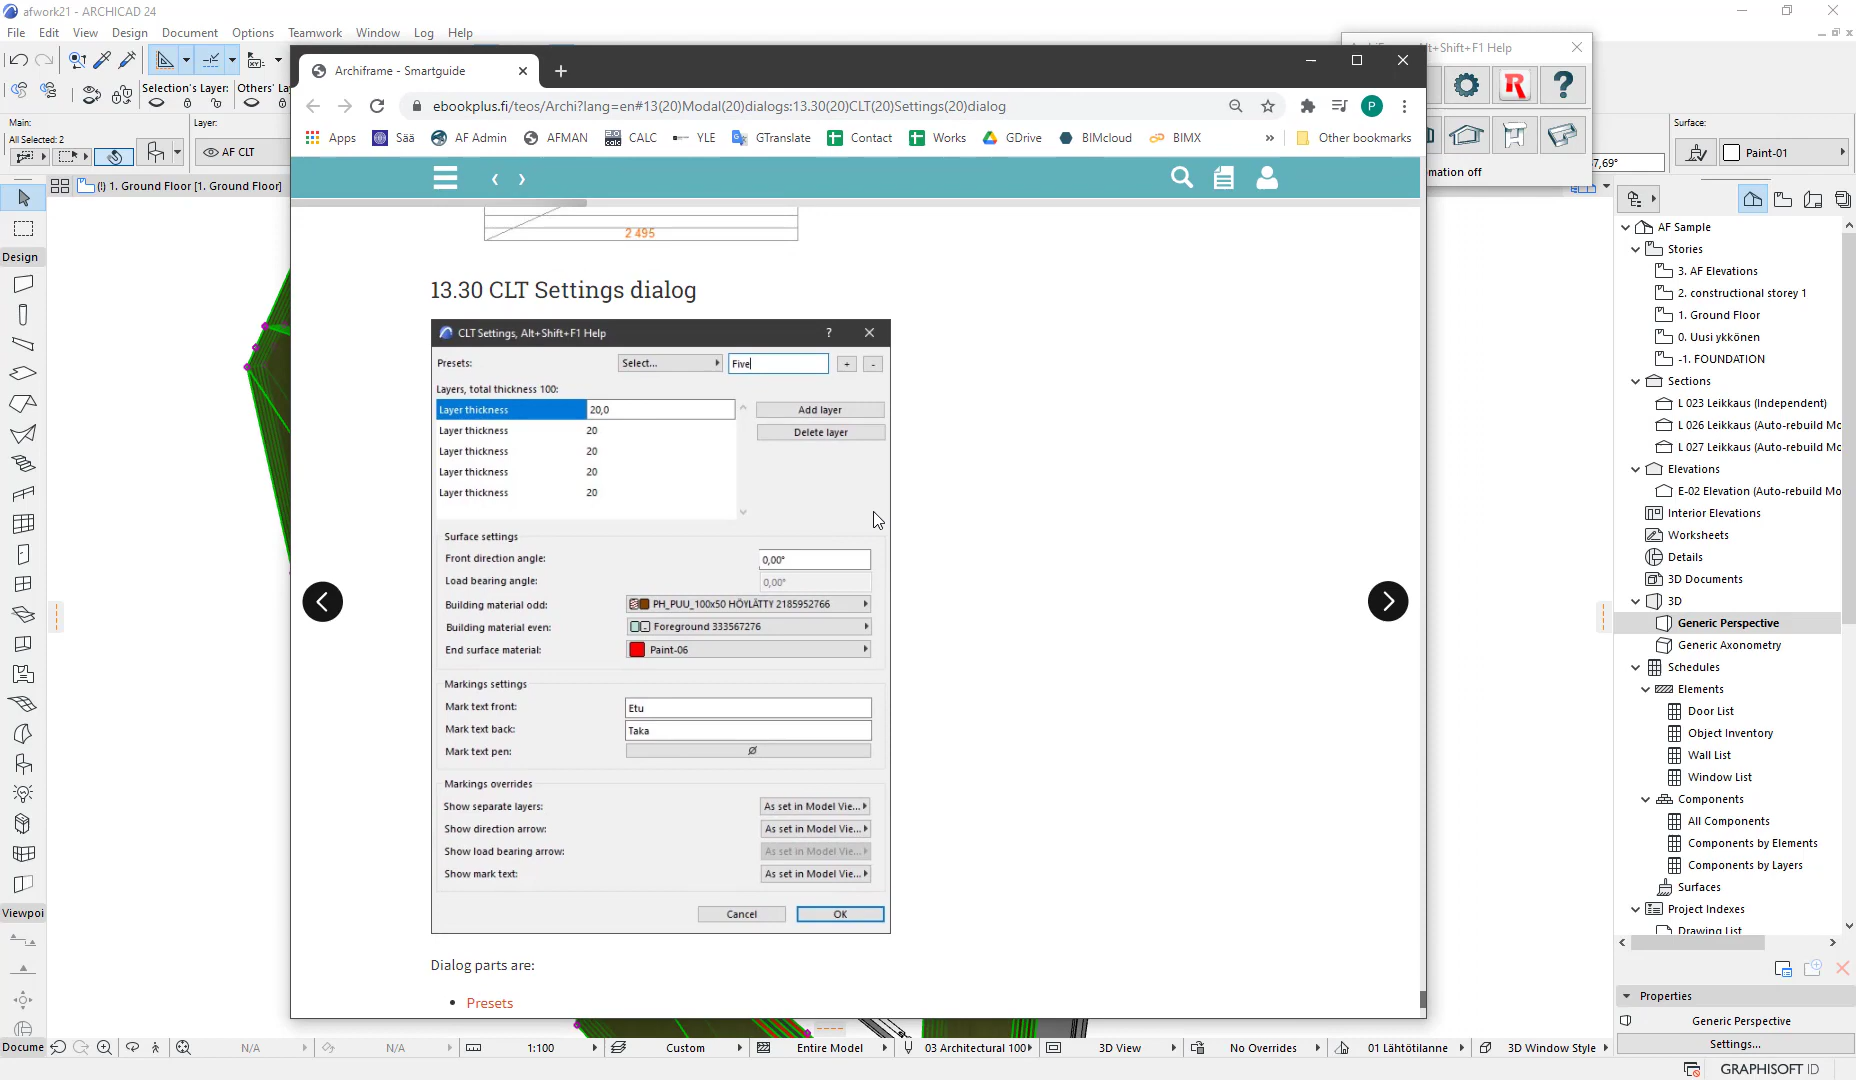 afwork21 - ARCHICAD 24
File Edit View Design Document Options Teamwork Window Log Help
Alt+Shift+F1 Help
Archiframe - Smartguide
ebookplus.fi/teos/Archi?lang=en#13(20)Modal(20)dialogs:13.30(20)CLT(20)Settings(20)dialog
Apps Sää AF Admin AFMAN CALC YLE GTranslate Contact Works GDrive BIMcloud BIMX » Other bookmarks
Selection's Layer: Others'
Main:
All Selected: 2
Layer:
AF CLT
Surface:
Paint-01
7,69°
mation off
(!) 1. Ground Floor [1. Ground Floor]
Design
2 495
13.30 CLT Settings dialog
CLT Settings, Alt+Shift+F1 Help
Presets: Select... Five + -
Layers, total thickness 100:
Layer thickness 20,0 Add layer
Layer thickness 20 Delete layer
Layer thickness 20
Layer thickness 20
Layer thickness 20
Surface settings
Front direction angle: 0,00°
Load bearing angle: 0,00°
Building material odd: PH_PUU_100x50 HÖYLÄTTY 2185952766
Building material even: Foreground 333567276
End surface material: Paint-06
Markings settings
Mark text front: Etu
Mark text back: Taka
Mark text pen:
Markings overrides
Show separate layers: As set in Model Vie...
Show direction arrow: As set in Model Vie...
Show load bearing arrow: As set in Model Vie...
Show mark text: As set in Model Vie...
Cancel OK
Dialog parts are:
• Presets
AF Sample
Stories
3. AF Elevations
2. constructional storey 1
1. Ground Floor
0. Uusi ykkönen
-1. FOUNDATION
Sections
L 023 Leikkaus (Independent)
L 026 Leikkaus (Auto-rebuild Mo
L 027 Leikkaus (Auto-rebuild Mo
Elevations
E-02 Elevation (Auto-rebuild Mo
Interior Elevations
Worksheets
Details
3D Documents
3D
Generic Perspective
Generic Axonometry
Schedules
Elements
Door List
Object Inventory
Wall List
Window List
Components
All Components
Components by Elements
Components by Layers
Surfaces
Project Indexes
Drawing List
Properties
Generic Perspective
Settings...
Viewpoi
Docume
N/A N/A 1:100 Custom Entire Model 03 Architectural 100 3D View No Overrides 01 Lähtötilanne 3D Window Style
GRAPHISOFT ID